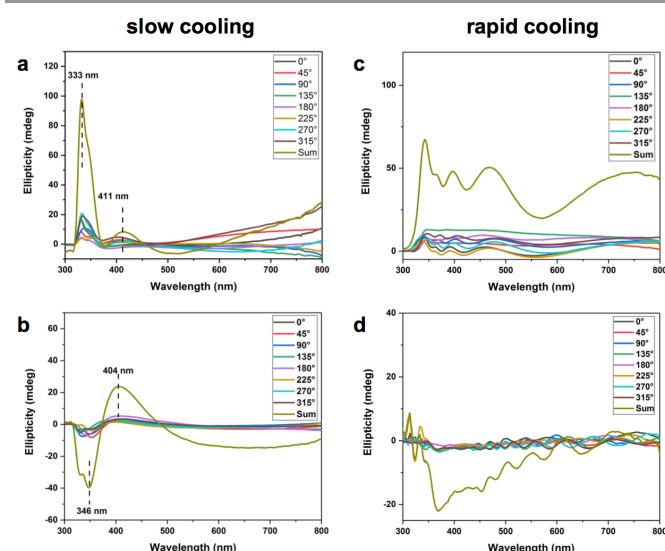 slow cooling
rapid cooling
a
333 nm
411 nm
0°
45°
90°
135°
180°
225°
270°
315°
Sum
120
100
80
60
40
20
0
300 400 500 600 700 800
Ellipticity (mdeg)
Wavelength (nm)
c
0°
45°
90°
135°
180°
225°
270°
315°
Sum
100
50
0
300 400 500 600 700 800
Ellipticity (mdeg)
Wavelength (nm)
b
404 nm
346 nm
0°
45°
90°
135°
180°
225°
270°
315°
Sum
60
40
20
0
-20
-40
300 400 500 600 700 800
Ellipticity (mdeg)
Wavelength (nm)
d
0°
45°
90°
135°
180°
225°
270°
315°
Sum
40
20
0
-20
300 400 500 600 700 800
Ellipticity (mdeg)
Wavelength (nm)